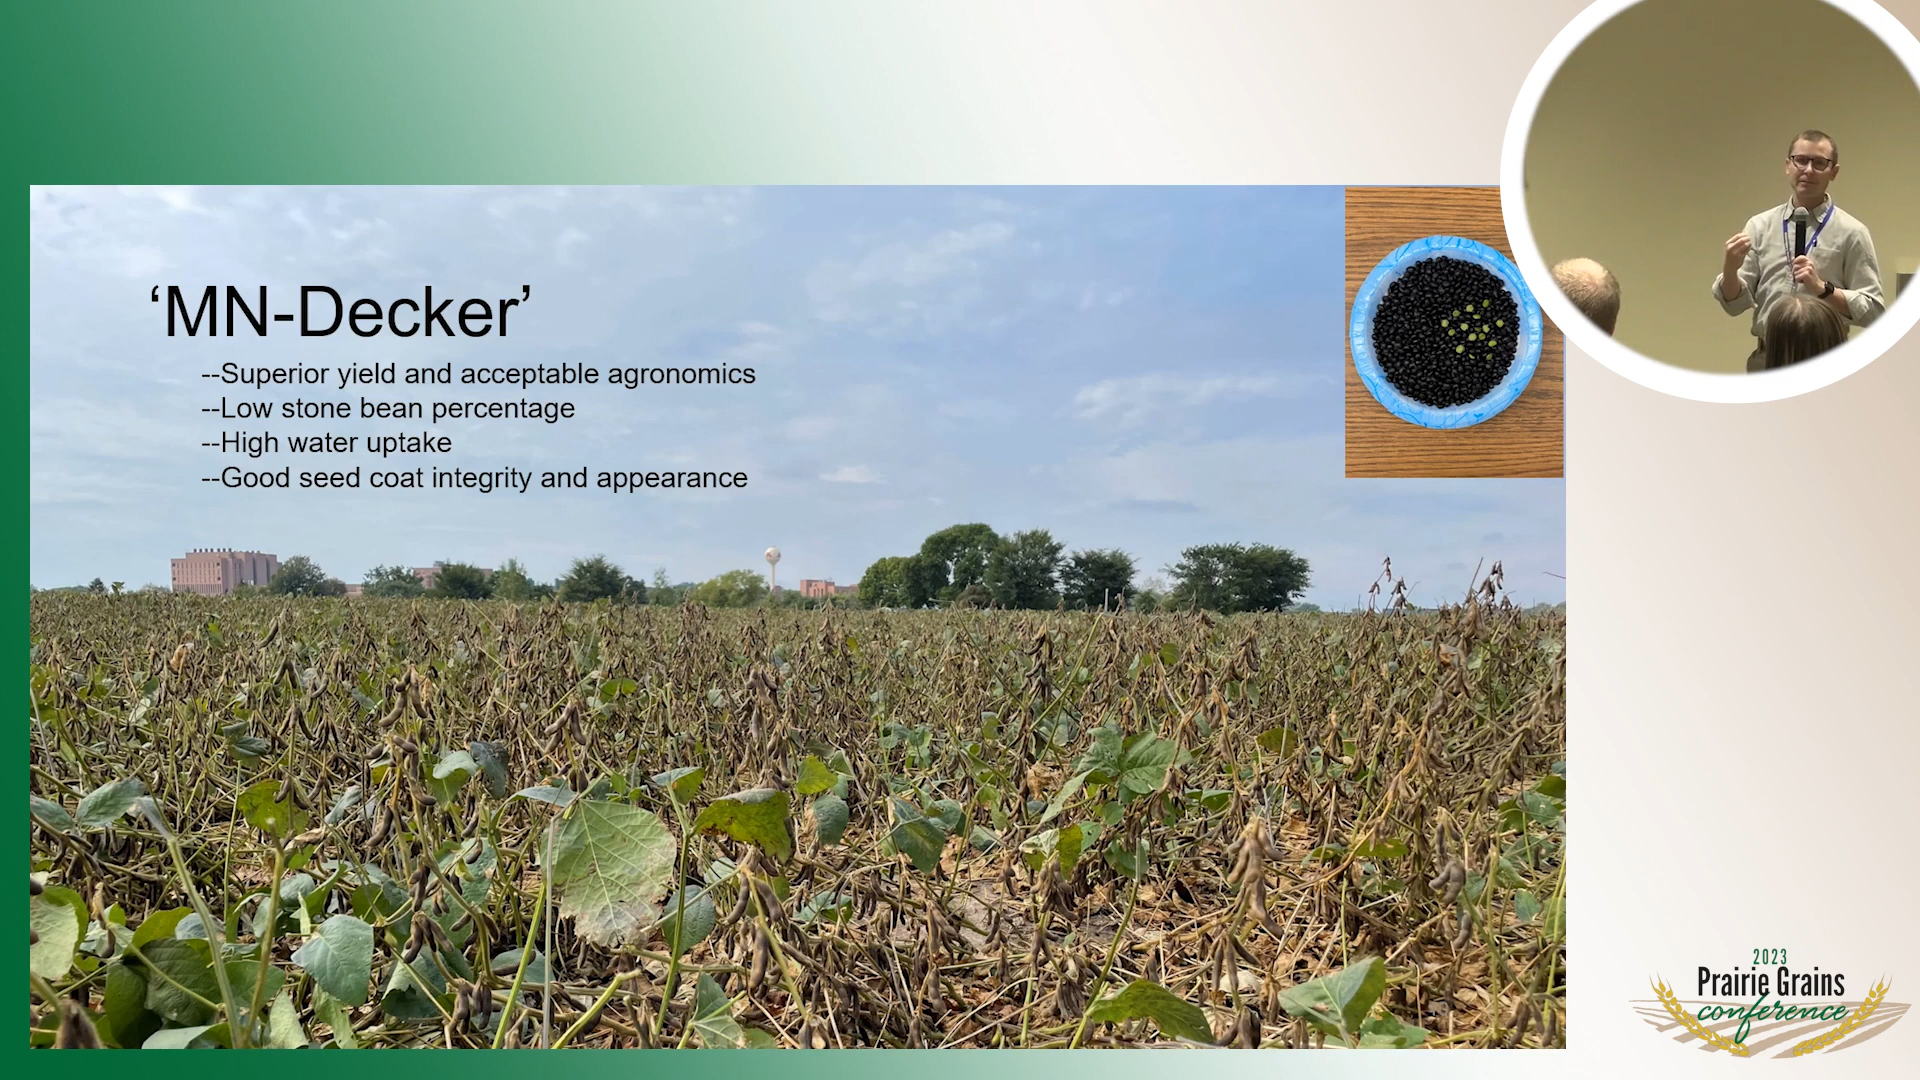 ‘MN-Decker’
--Superior yield and acceptable agronomics
--Low stone bean percentage
--High water uptake
--Good seed coat integrity and appearance
2023
Prairie Grains
conference